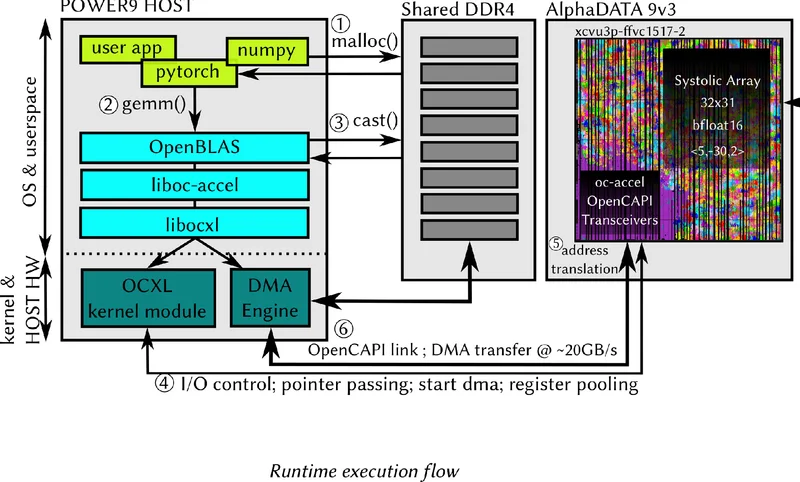 POWER9 HOST
Shared DDR4
AlphaDATA 9v3
①
malloc()
user app
numpy
pytorch
② gemm()
③ cast()
OpenBLAS
liboc-accel
libocxl
OS & userspace
kernel &
HOST HW
OCXL
kernel module
DMA
Engine
xcvu3p-ffvc1517-2
Systolic Array
32x31
bfloat16
<5,-30,2>
oc-accel
OpenCAPI
Transceivers
⑤address
translation
⑥
OpenCAPI link ; DMA transfer @ ~20GB/s
④ I/O control; pointer passing; start dma; register pooling
Runtime execution flow